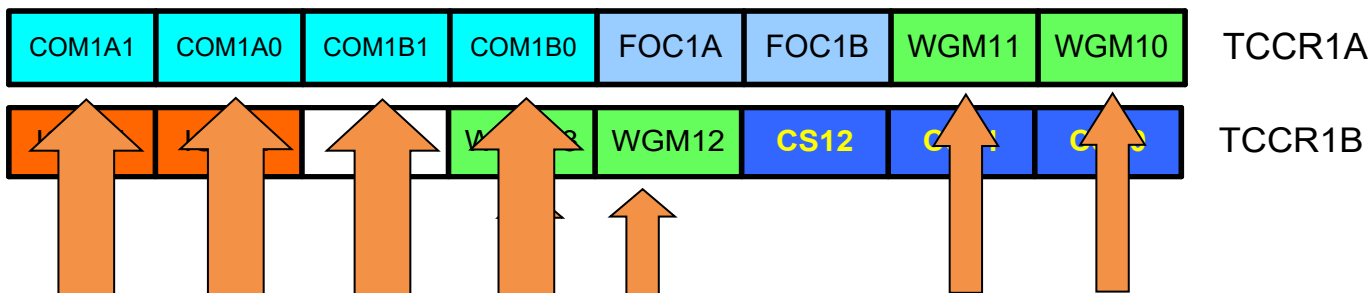 COM1A1 COM1A0 COM1B1 COM1B0 FOC1A FOC1B WGM11 WGM10 TCCR1A
WGM12 CS12 TCCR1B